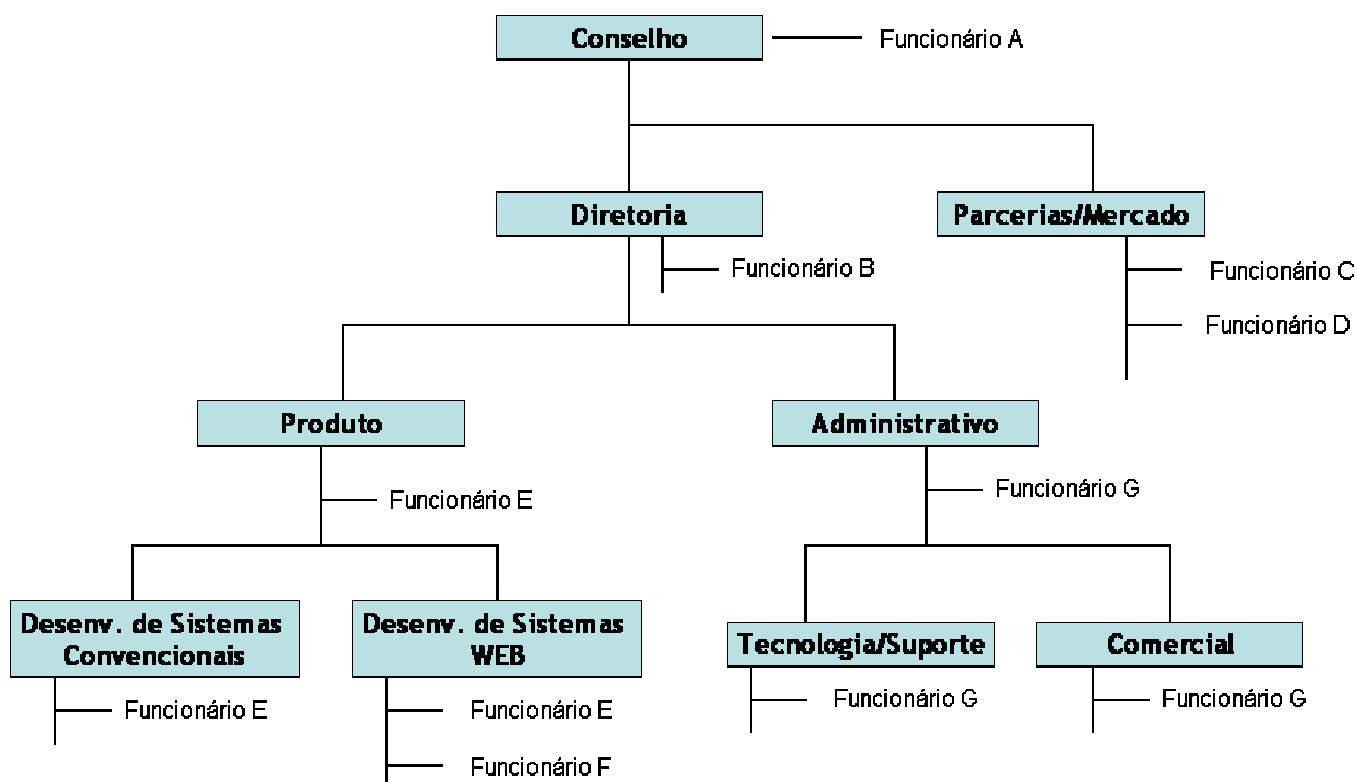 Conselho
Funcionário A
Diretoria
Parcerias/Mercado
Funcionário B
Funcionário C
Funcionário D
Produto
Administrativo
Funcionário E
Funcionário G
Desenv. de Sistemas
Convencionais
Desenv. de Sistemas
WEB
Tecnologia/Suporte
Comercial
Funcionário E
Funcionário E
Funcionário F
Funcionário G
Funcionário G